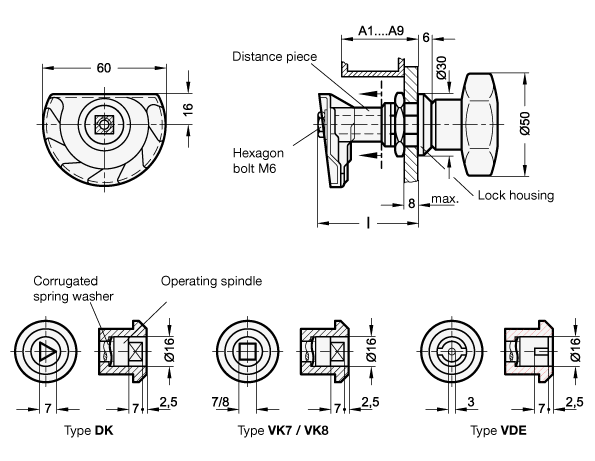 A1....A9
6
Distance piece
60
16
Ø30
Ø50
Hexagon
bolt M6
Lock housing
8 max.
l
Corrugated
spring washer
Operating spindle
Ø16
Ø16
Ø16
7
7
2,5
7/8
7
2,5
3
7
2,5
Type DK
Type VK7 / VK8
Type VDE